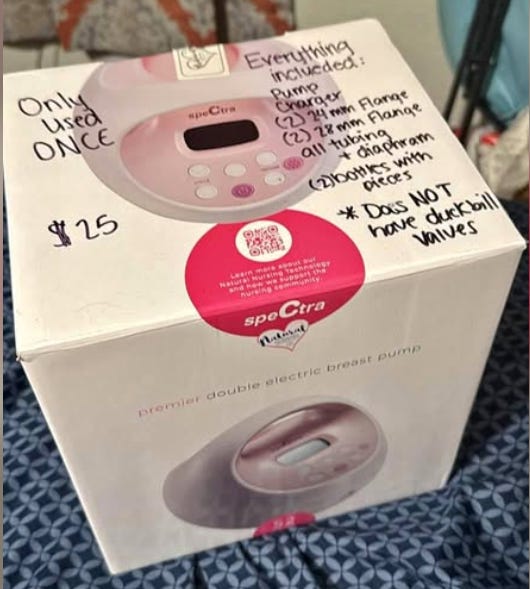 Only
used
ONCE
$25
Everything
inclueded:
Pump
Charger
(2) 24 mm Flange
(2) 28 mm Flange
all tubing
+ diaphram
(2) bottles with
pieces
* Does NOT
have duckbill
valves
speCtra
Learn more about our
Natural Nursing Technology
and how we support the
nursing community.
speCtra
Natural
premier double electric breast pump
S2